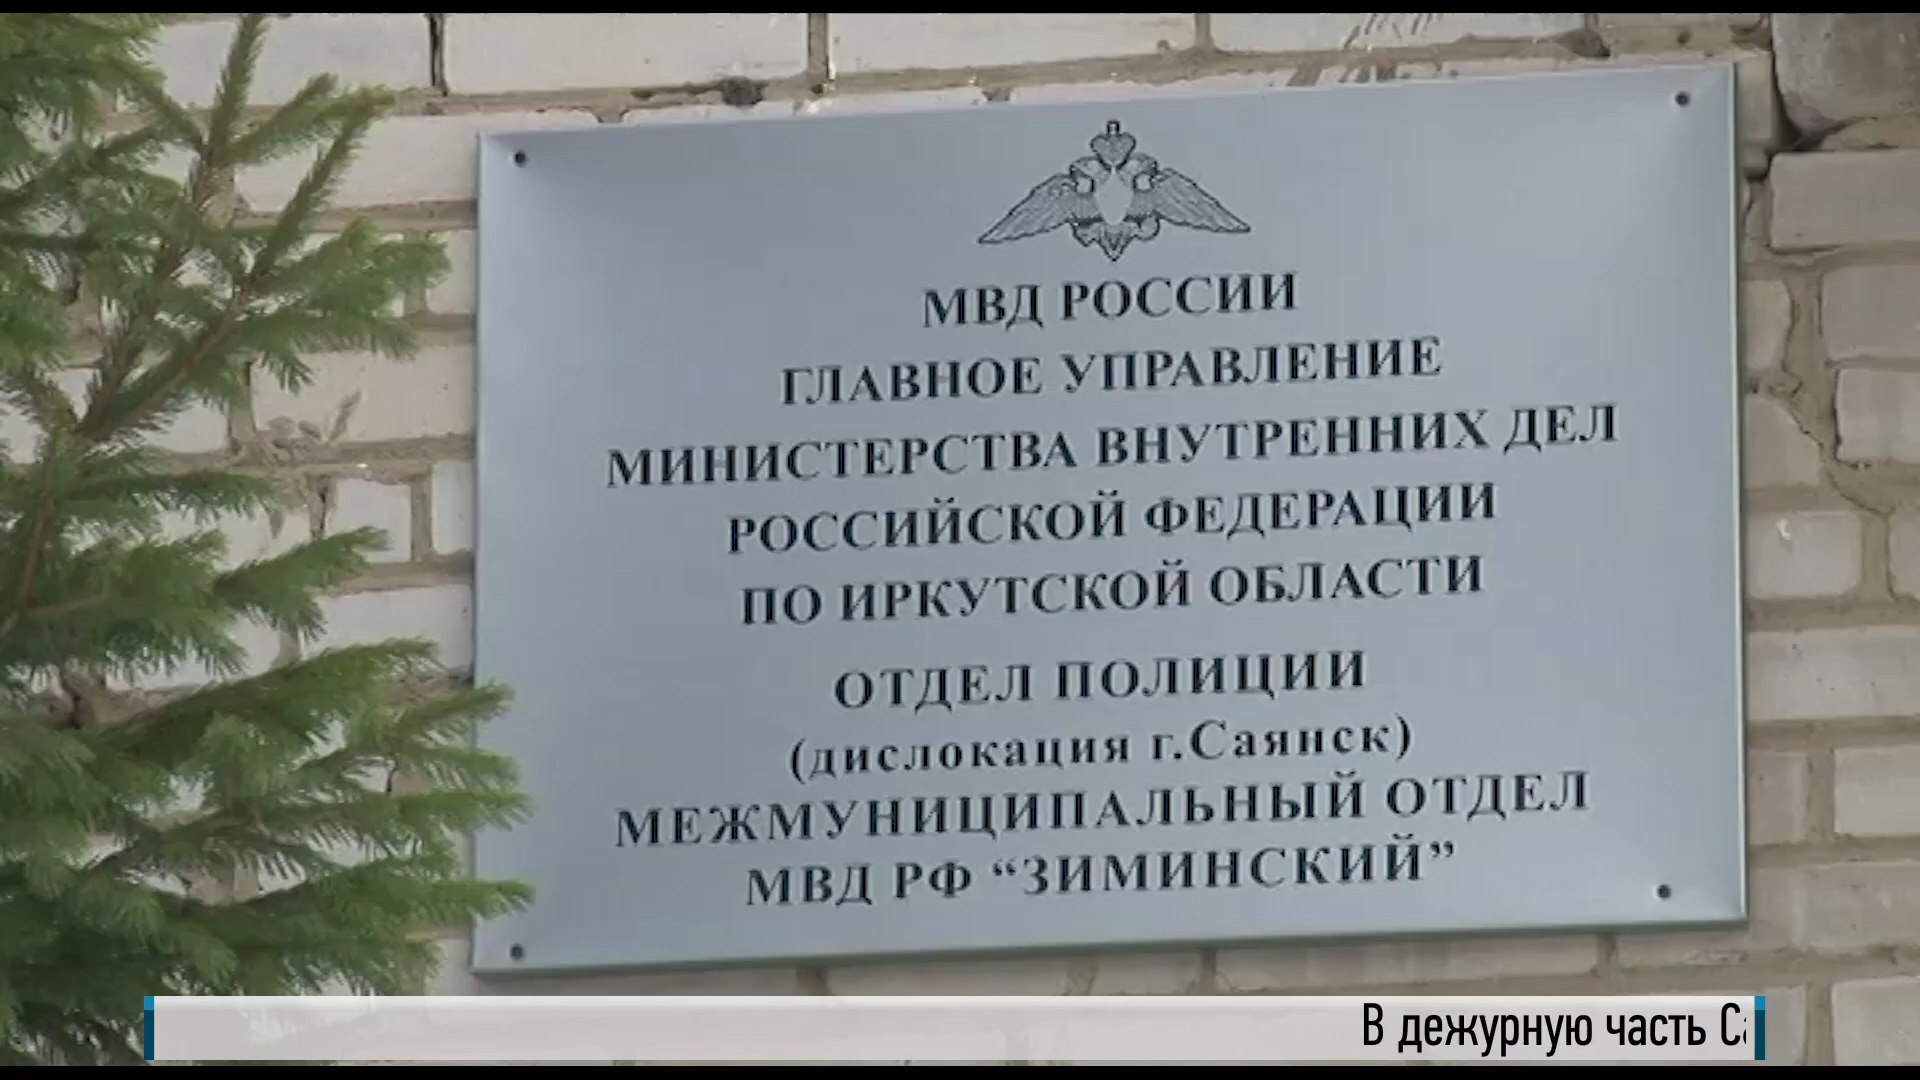 МВД РОССИИ
ГЛАВНОЕ УПРАВЛЕНИЕ
МИНИСТЕРСТВА ВНУТРЕННИХ ДЕЛ
РОССИЙСКОЙ ФЕДЕРАЦИИ
ПО ИРКУТСКОЙ ОБЛАСТИ
ОТДЕЛ ПОЛИЦИИ
(дислокация г.Саянск)
МЕЖМУНИЦИПАЛЬНЫЙ ОТДЕЛ
МВД РФ “ЗИМИНСКИЙ”
В дежурную часть